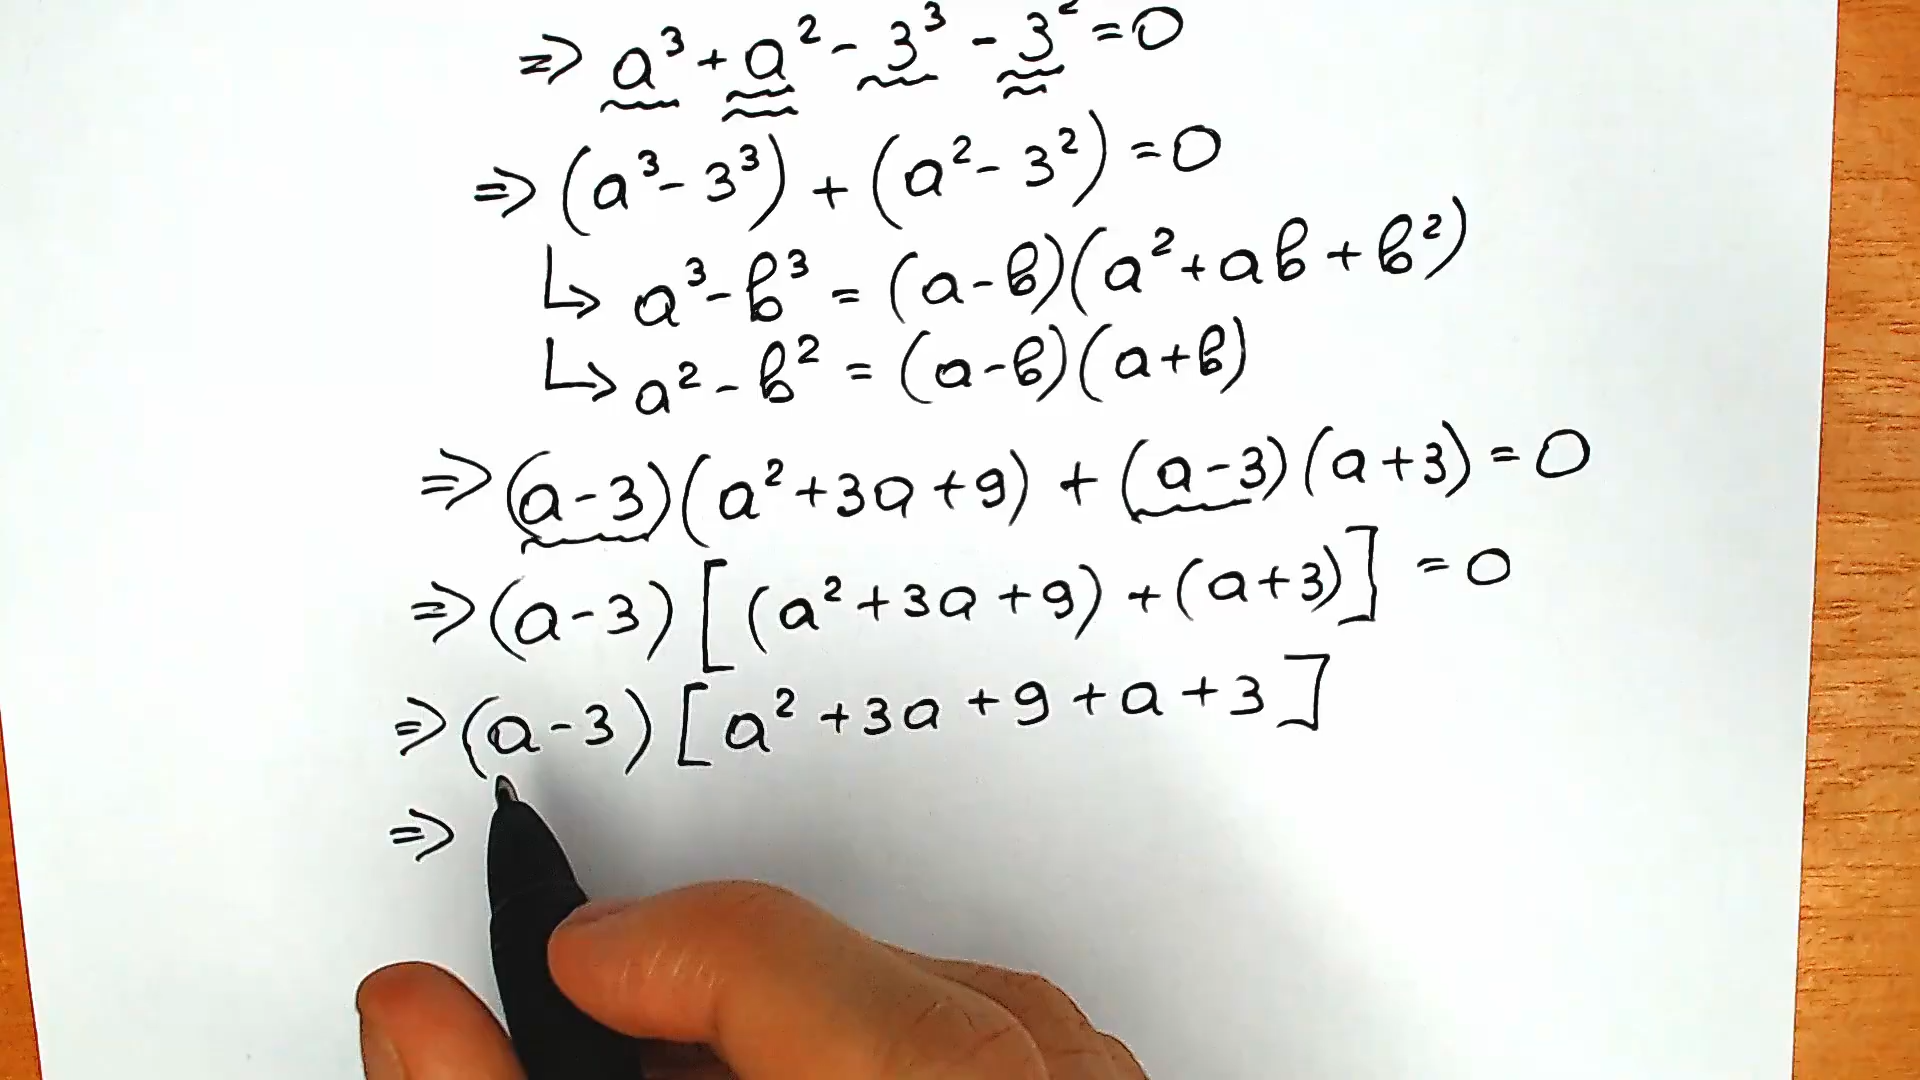 => a³ + a² - 3³ - 3² = 0
=> (a³ - 3³) + (a² - 3²) = 0
↳ a³ - b³ = (a - b)(a² + ab + b²)
↳ a² - b² = (a - b)(a + b)
=> (a - 3)(a² + 3a + 9) + (a - 3)(a + 3) = 0
=> (a - 3)[(a² + 3a + 9) + (a + 3)] = 0
=> (a - 3)[a² + 3a + 9 + a + 3]
=>